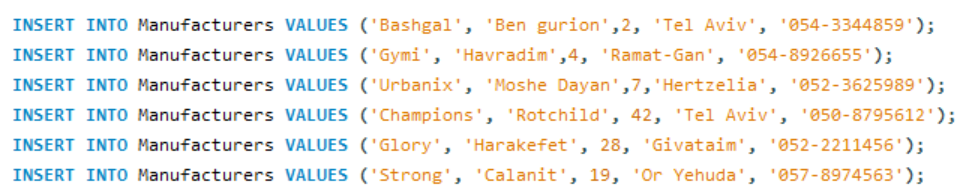 INSERT INTO Manufacturers VALUES ('Bashgal', 'Ben gurion',2, 'Tel Aviv', '054-3344859');
INSERT INTO Manufacturers VALUES ('Gymi', 'Havradim',4, 'Ramat-Gan', '054-8926655');
INSERT INTO Manufacturers VALUES ('Urbanix', 'Moshe Dayan',7,'Hertzelia', '052-3625989');
INSERT INTO Manufacturers VALUES ('Champions', 'Rotchild', 42, 'Tel Aviv', '050-8795612');
INSERT INTO Manufacturers VALUES ('Glory', 'Harakefet', 28, 'Givataim', '052-2211456');
INSERT INTO Manufacturers VALUES ('Strong', 'Calanit', 19, 'Or Yehuda', '057-8974563');